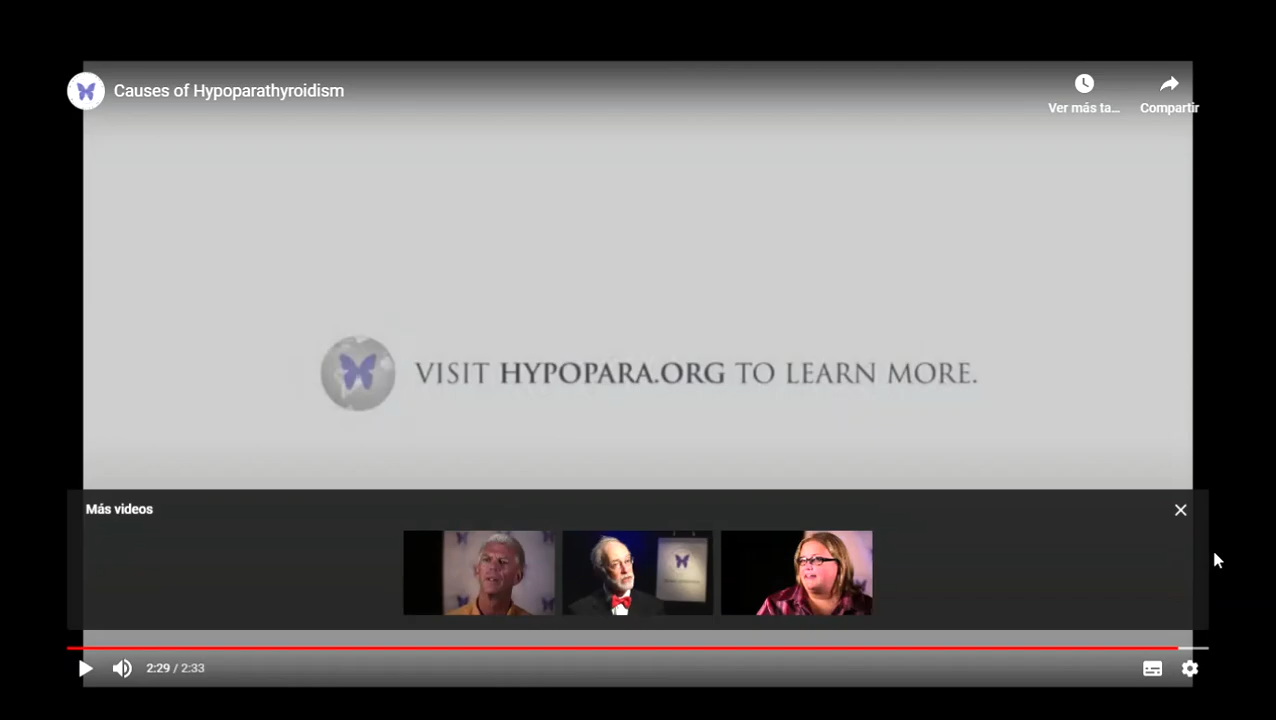 Causes of Hypoparathyroidism
Ver más ta...
Compartir
VISIT HYPOPARA.ORG TO LEARN MORE.
Más videos
2:29 / 2:33